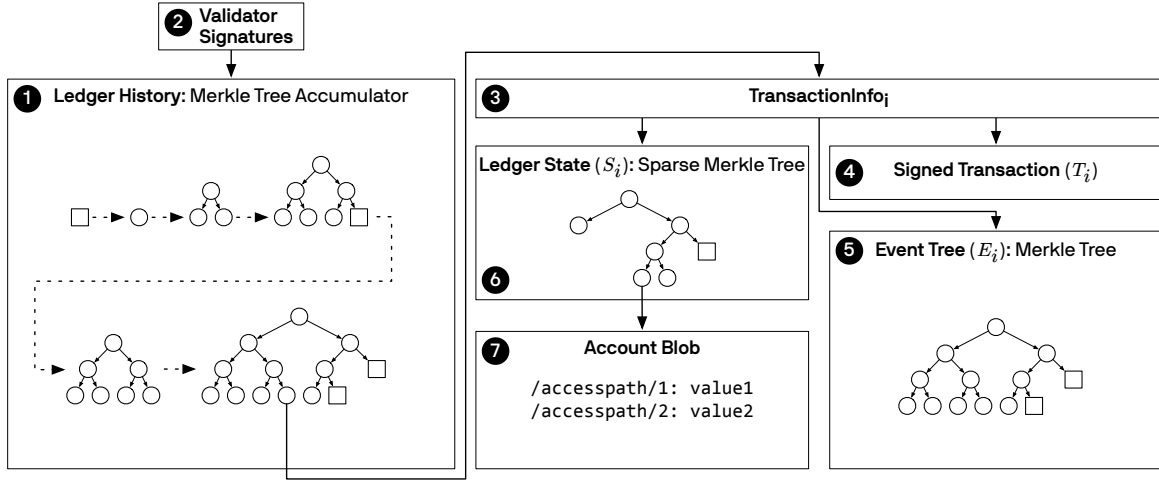 2 Validator
Signatures
1 Ledger History: Merkle Tree Accumulator
3 TransactionInfoᵢ
Ledger State (Sᵢ): Sparse Merkle Tree
6
4 Signed Transaction (Tᵢ)
5 Event Tree (Eᵢ): Merkle Tree
7 Account Blob
/accesspath/1: value1
/accesspath/2: value2